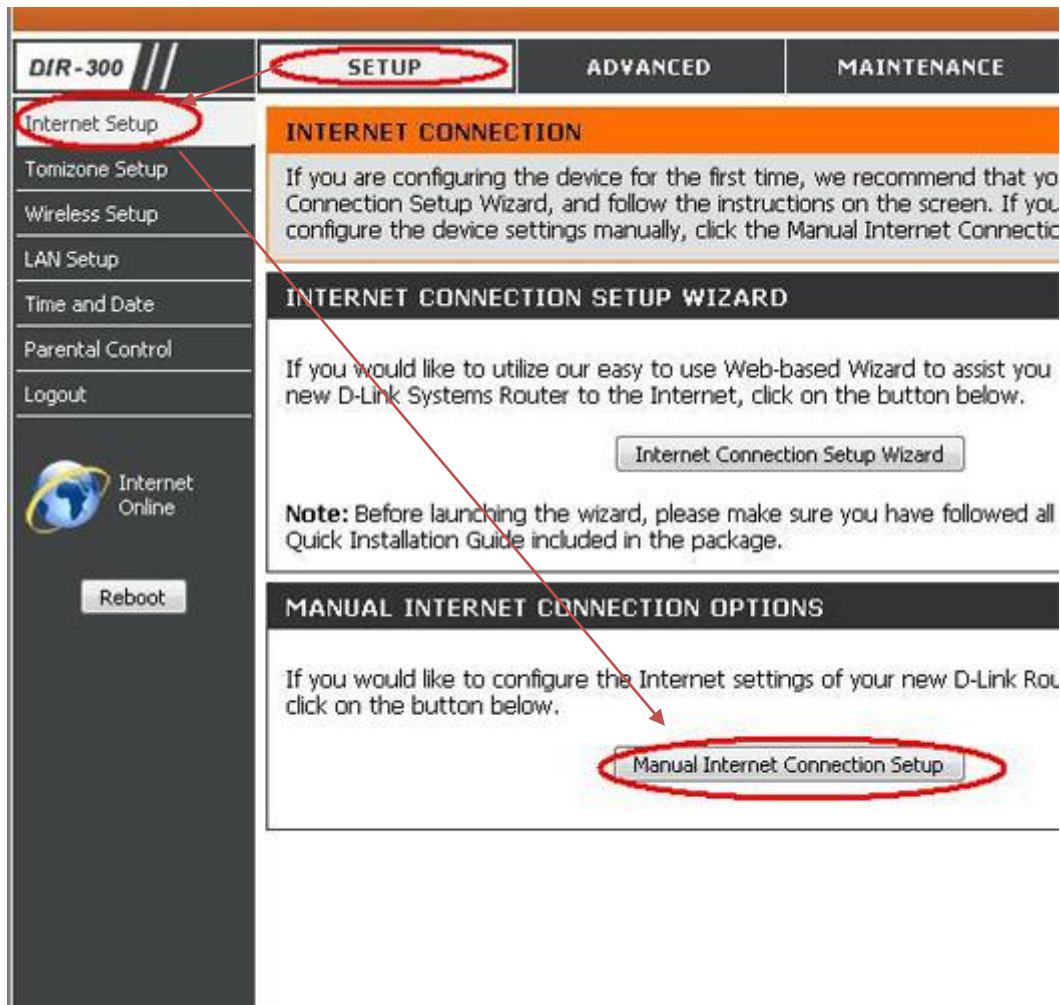 DIR-300
SETUP
ADVANCED
MAINTENANCE
Internet Setup
Tomizone Setup
Wireless Setup
LAN Setup
Time and Date
Parental Control
Logout
Internet
Online
Reboot
INTERNET CONNECTION
If you are configuring the device for the first time, we recommend that yo
Connection Setup Wizard, and follow the instructions on the screen. If you
configure the device settings manually, click the Manual Internet Connectio
INTERNET CONNECTION SETUP WIZARD
If you would like to utilize our easy to use Web-based Wizard to assist you
new D-Link Systems Router to the Internet, click on the button below.
Internet Connection Setup Wizard
Note: Before launching the wizard, please make sure you have followed all
Quick Installation Guide included in the package.
MANUAL INTERNET CONNECTION OPTIONS
If you would like to configure the Internet settings of your new D-Link Rou
click on the button below.
Manual Internet Connection Setup